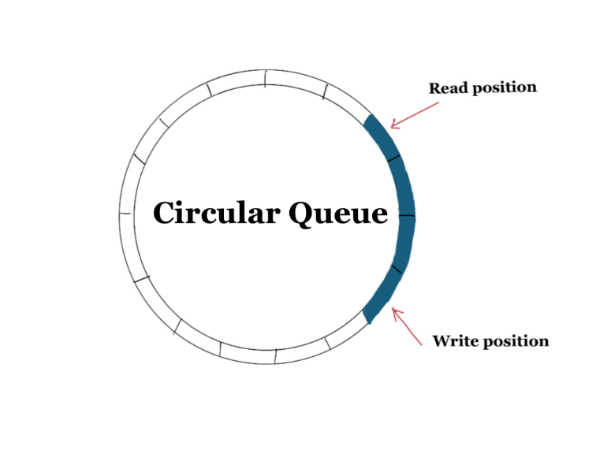 Read position
Circular Queue
Write position